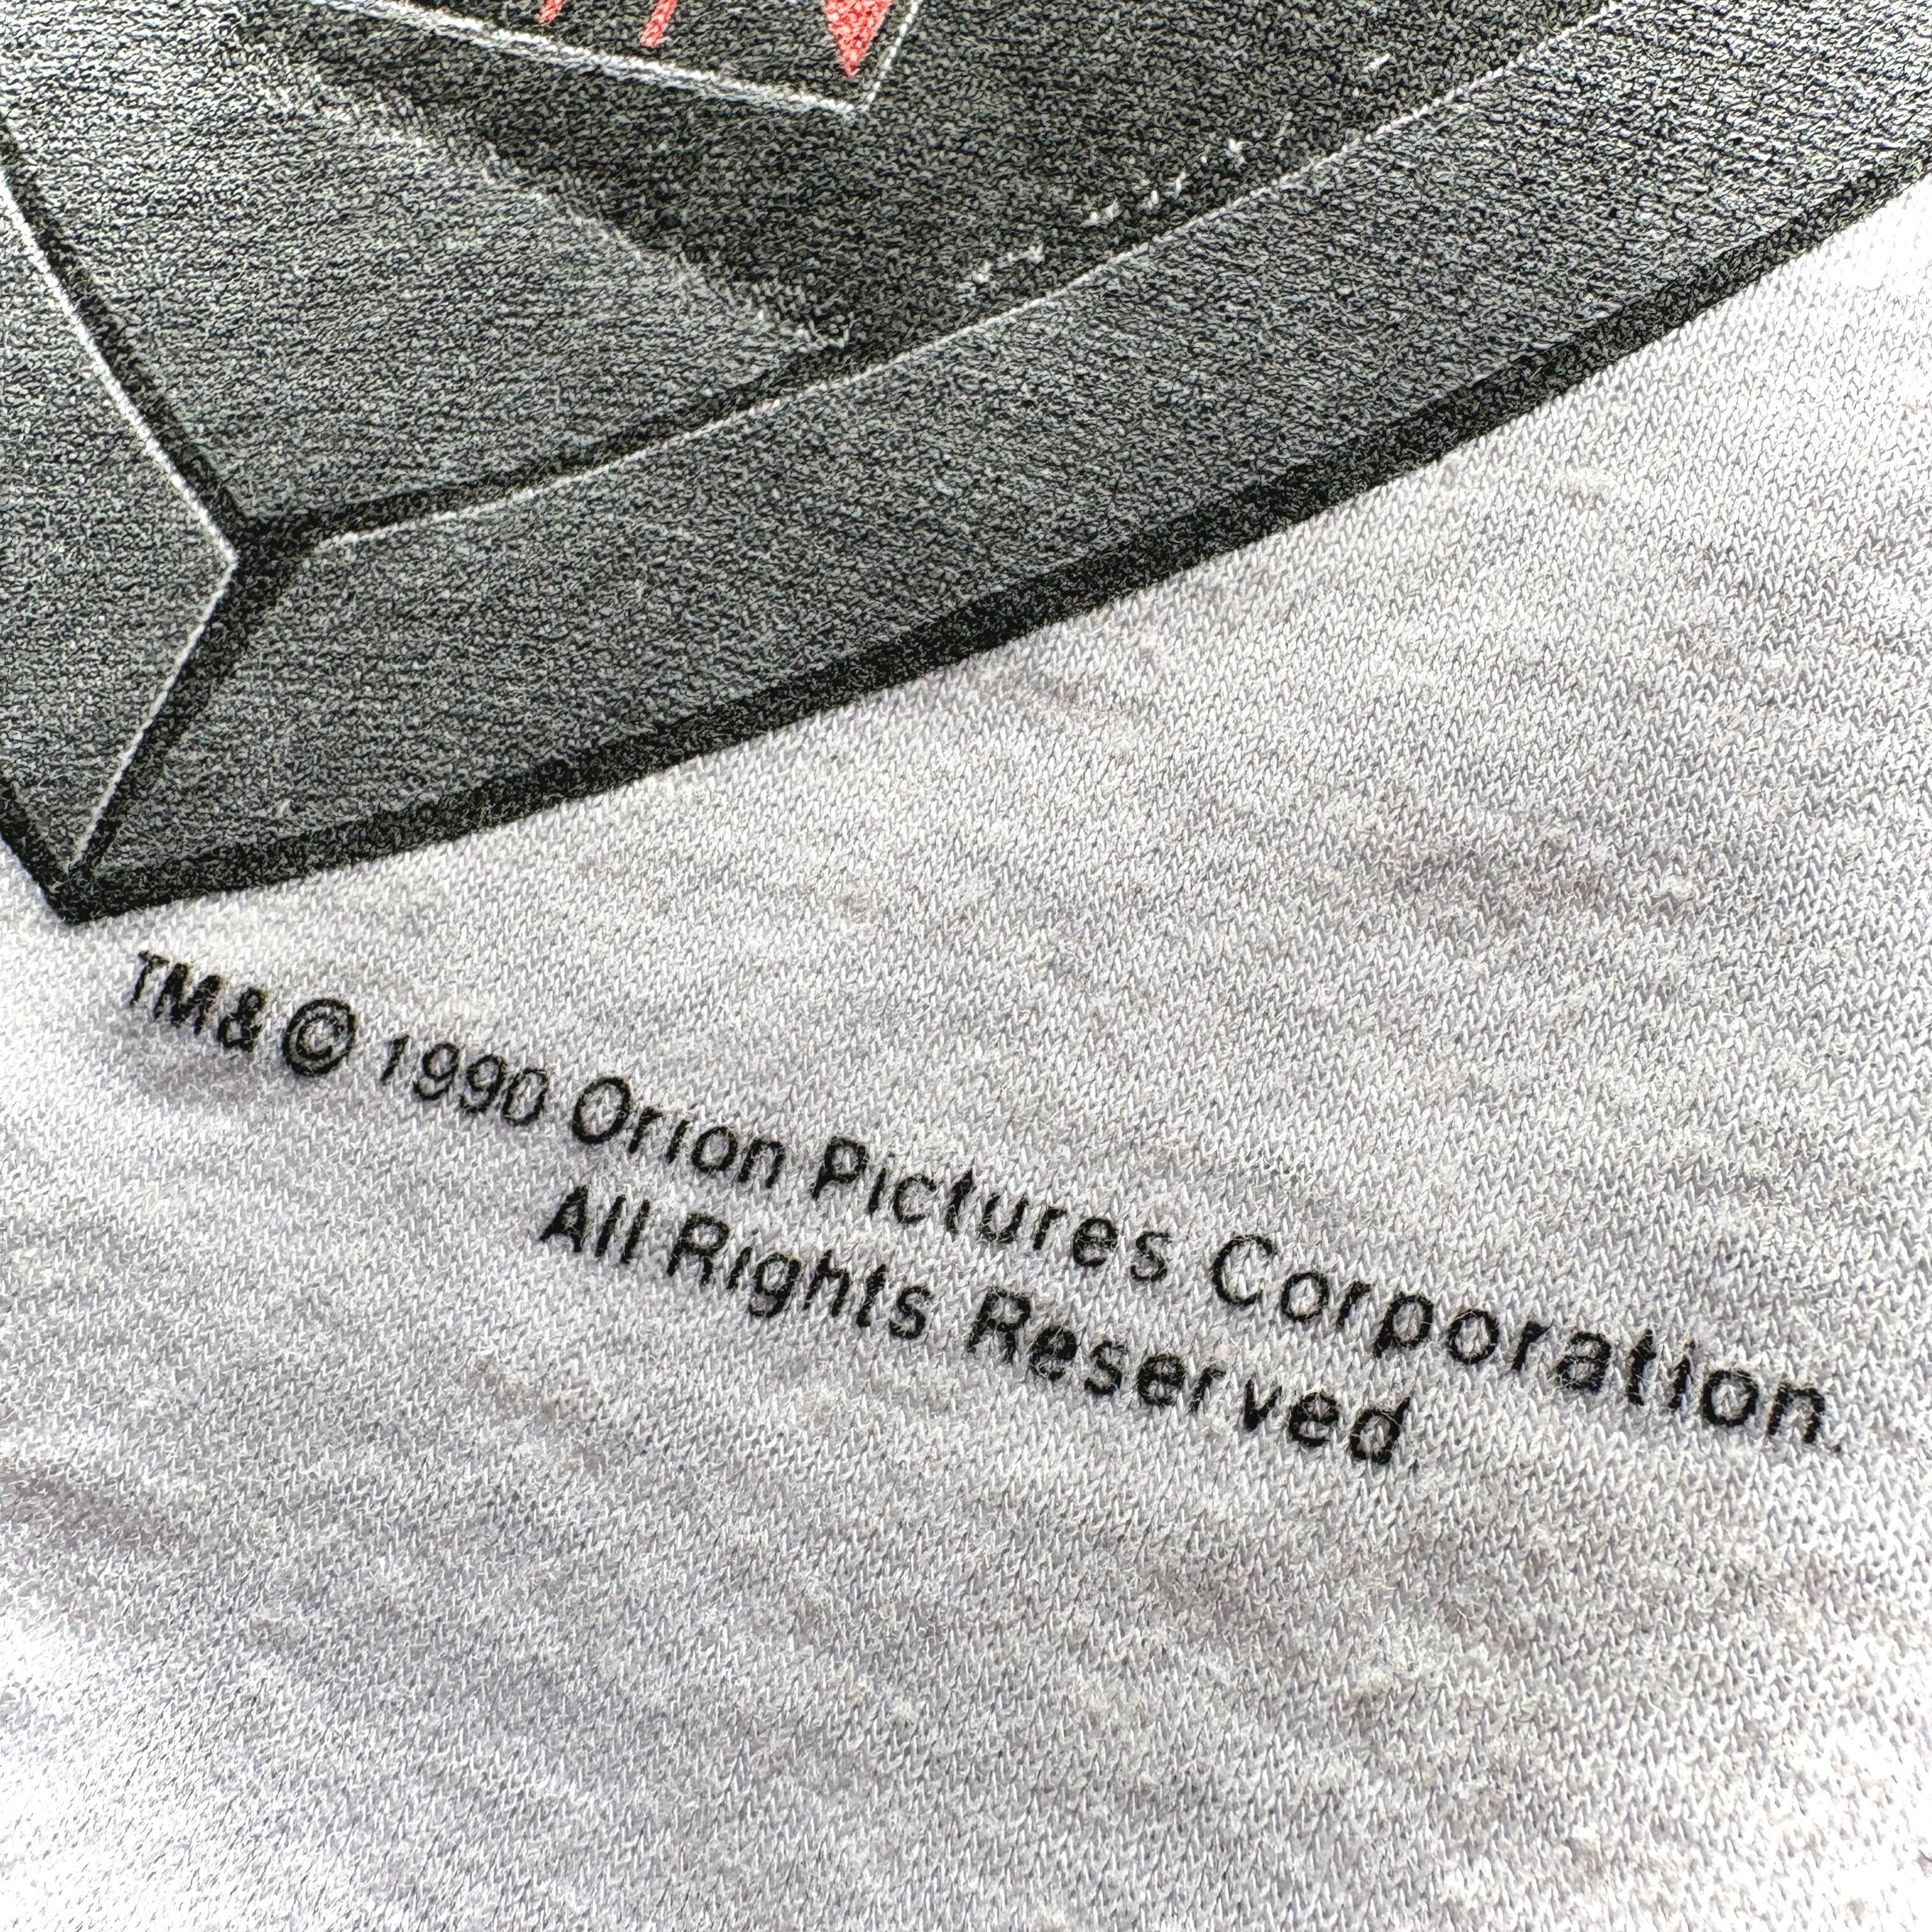 TM& © 1990 Orion Pictures Corporation.
All Rights Reserved